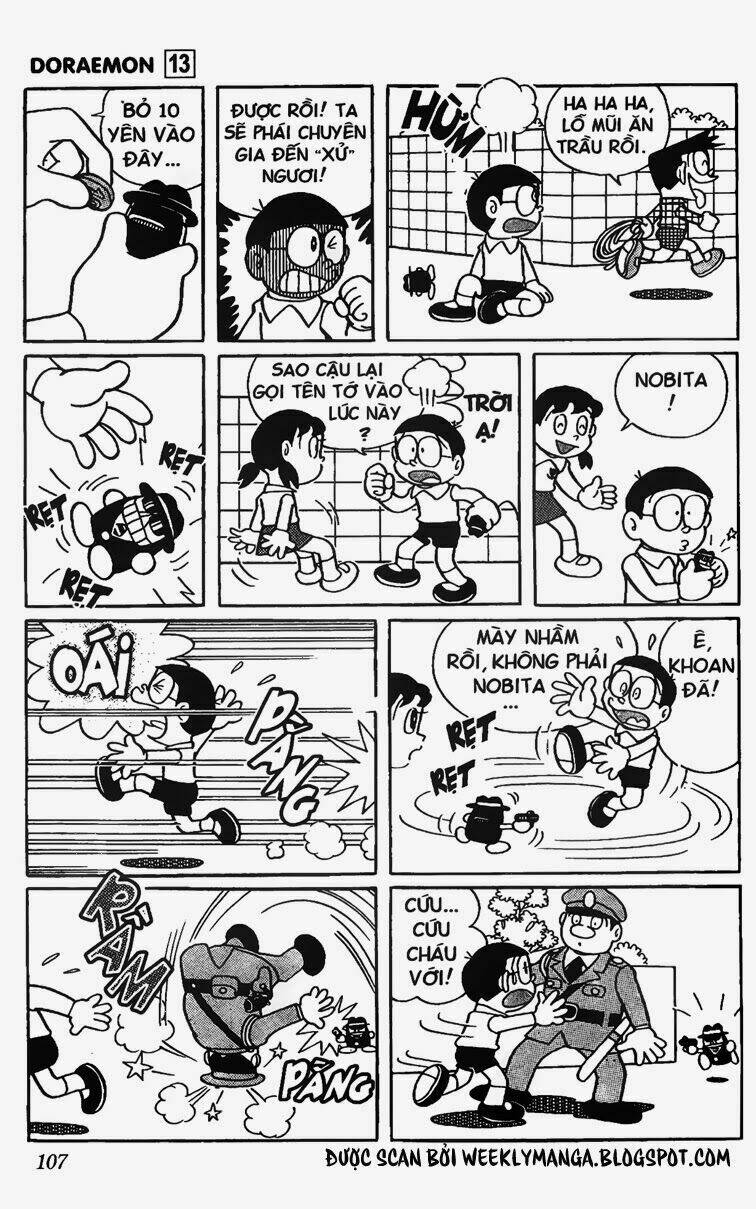 DORAEMON 13
HA HA HA,
LỖ MŨI ĂN
TRẦU RỒI.
HỪM
ĐƯỢC RỒI! TA
SẼ PHÁI CHUYÊN
GIA ĐẾN "XỬ"
NGƯƠI!
BỎ 10
YÊN VÀO
ĐÂY...
NOBITA
!
TRỜI
Ạ!
SAO CẬU LẠI
GỌI TÊN TỚ VÀO
LÚC NÀY
?
RẸT
RẸT
RẸT
Ê,
KHOAN
ĐÃ!
MÀY NHẦM
RỒI, KHÔNG PHẢI
NOBITA
...
RẸT
RẸT
PẰNG
OÁI
CỨU...
CỨU
CHÁU
VỚI!
RẦM
PẰNG
107
ĐƯỢC SCAN BỞI WEEKLYMANGA.BLOGSPOT.COM